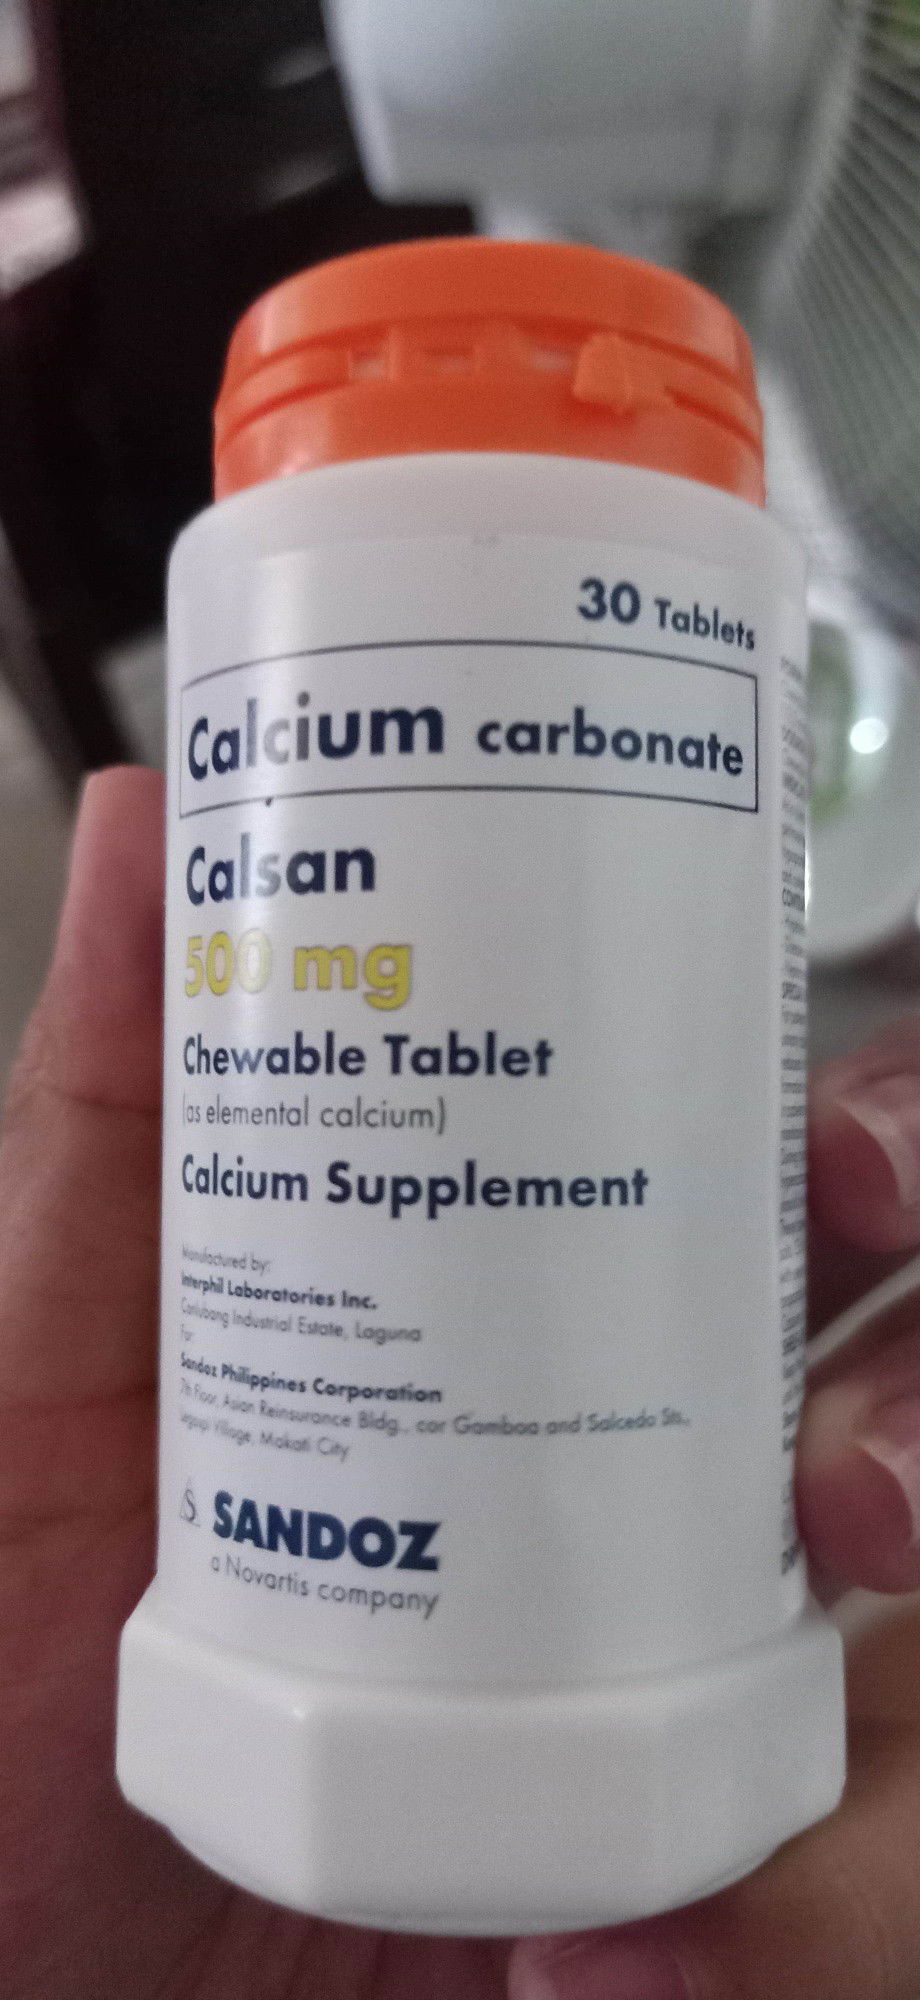 30 Tablets
Calcium carbonate
Calsan
500 mg
Chewable Tablet
(as elemental calcium)
Calcium Supplement
Manufactured by:
Interphil Laboratories Inc.
Canlubang Industrial Estate, Laguna
For:
Sandoz Philippines Corporation
7th Floor, Asian Reinsurance Bldg., cor Gamboa and Salcedo Sts.,
Legaspi Village, Makati City
S SANDOZ
a Novartis company